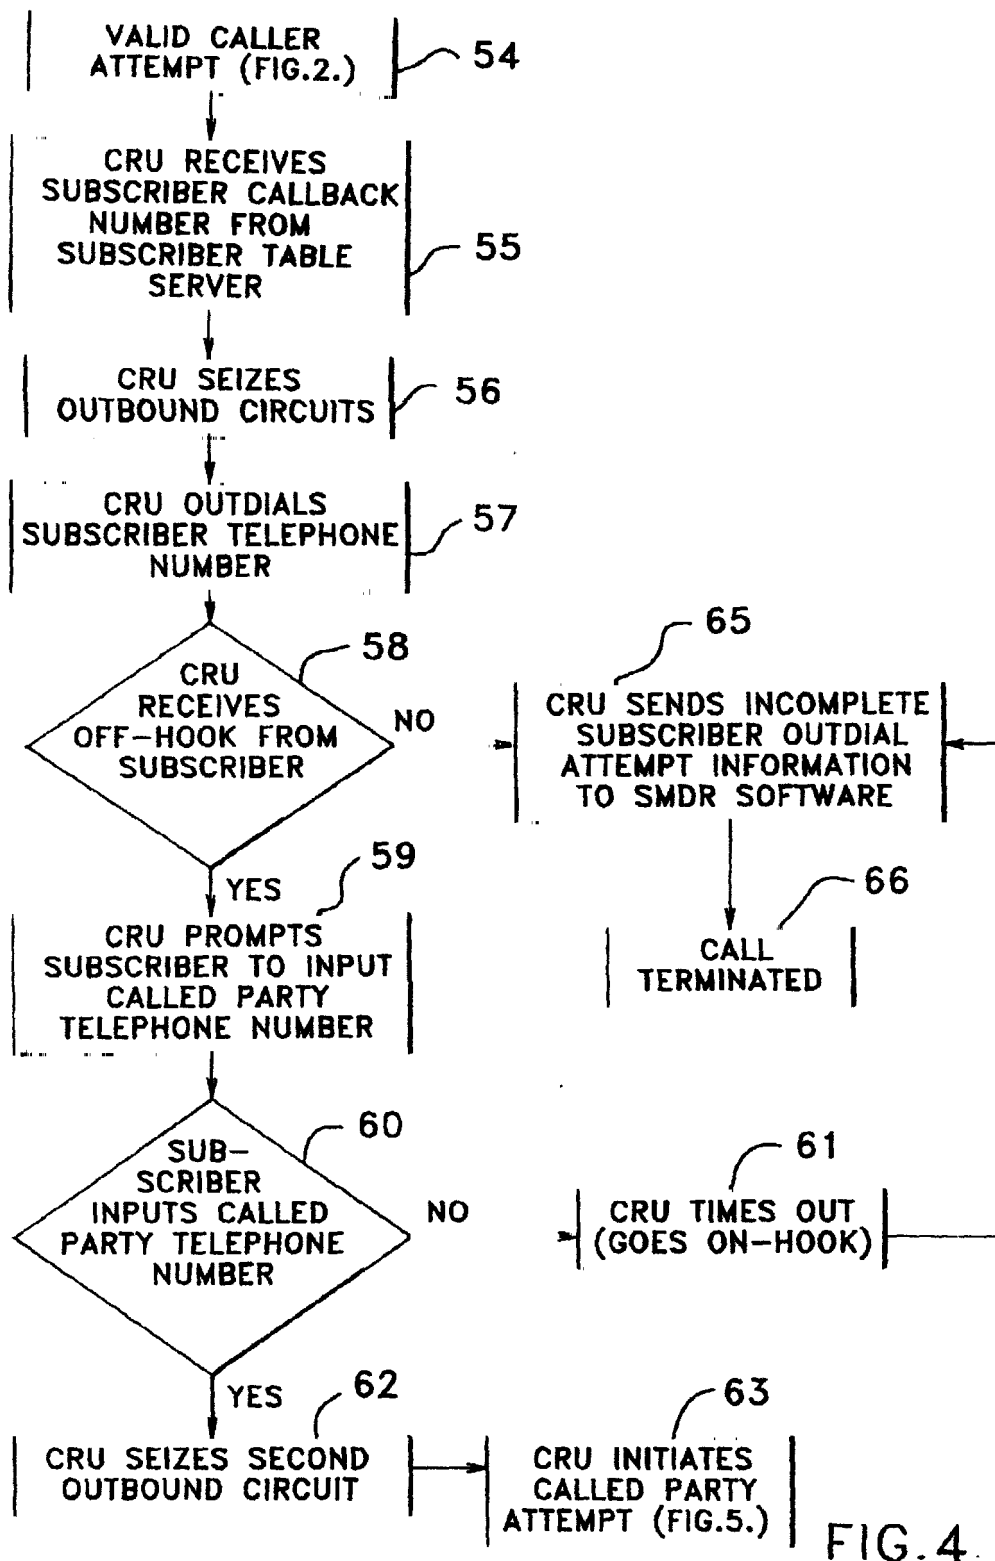 VALID CALLER
ATTEMPT (FIG.2.)
54
CRU RECEIVES
SUBSCRIBER CALLBACK
NUMBER FROM
SUBSCRIBER TABLE
SERVER
55
CRU SEIZES
OUTBOUND CIRCUITS
56
CRU OUTDIALS
SUBSCRIBER TELEPHONE
NUMBER
57
58
CRU
RECEIVES
OFF-HOOK FROM
SUBSCRIBER
NO
65
CRU SENDS INCOMPLETE
SUBSCRIBER OUTDIAL
ATTEMPT INFORMATION
TO SMDR SOFTWARE
YES
59
66
CALL
TERMINATED
CRU PROMPTS
SUBSCRIBER TO INPUT
CALLED PARTY
TELEPHONE NUMBER
60
SUB-
SCRIBER
INPUTS CALLED
PARTY TELEPHONE
NUMBER
NO
61
CRU TIMES OUT
(GOES ON-HOOK)
YES
62
CRU SEIZES SECOND
OUTBOUND CIRCUIT
63
CRU INITIATES
CALLED PARTY
ATTEMPT (FIG.5.)
FIG.4